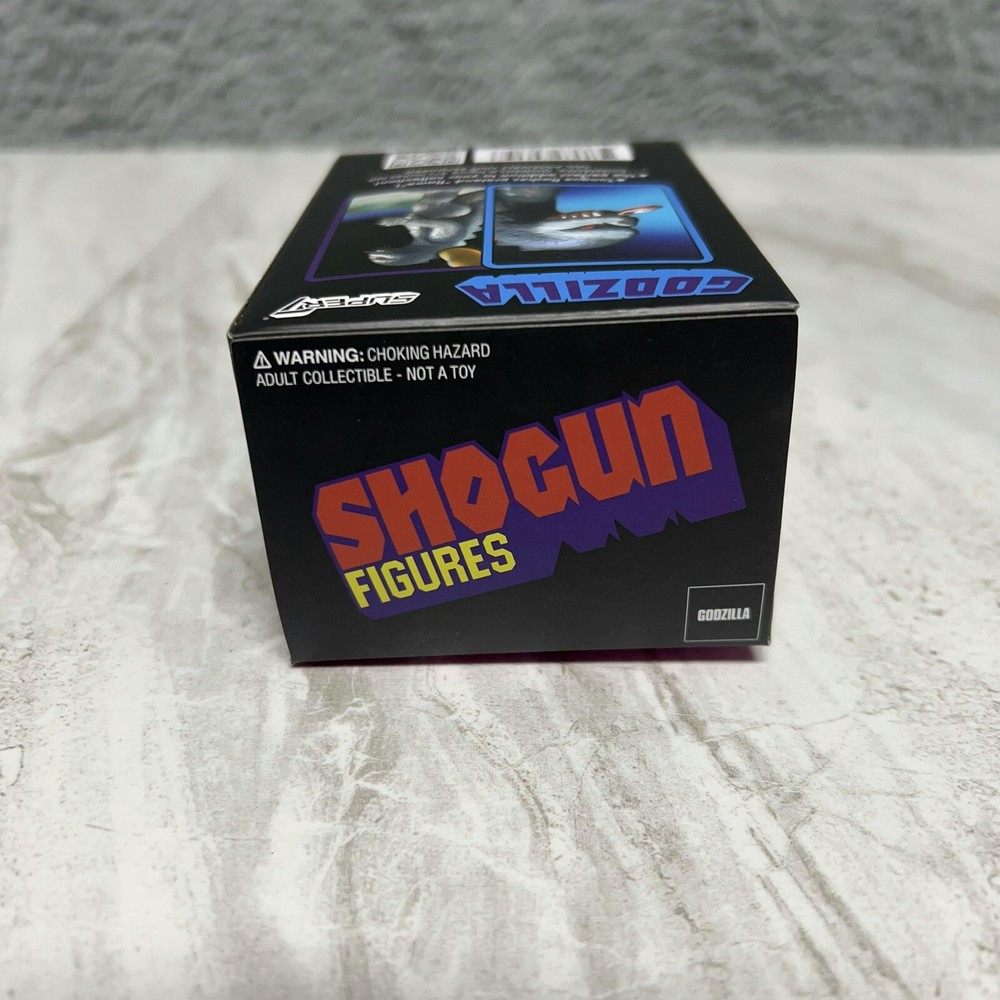 GODZILLA
SUPER7
⚠ WARNING: CHOKING HAZARD
ADULT COLLECTIBLE - NOT A TOY
SHOGUN
FIGURES
GODZILLA